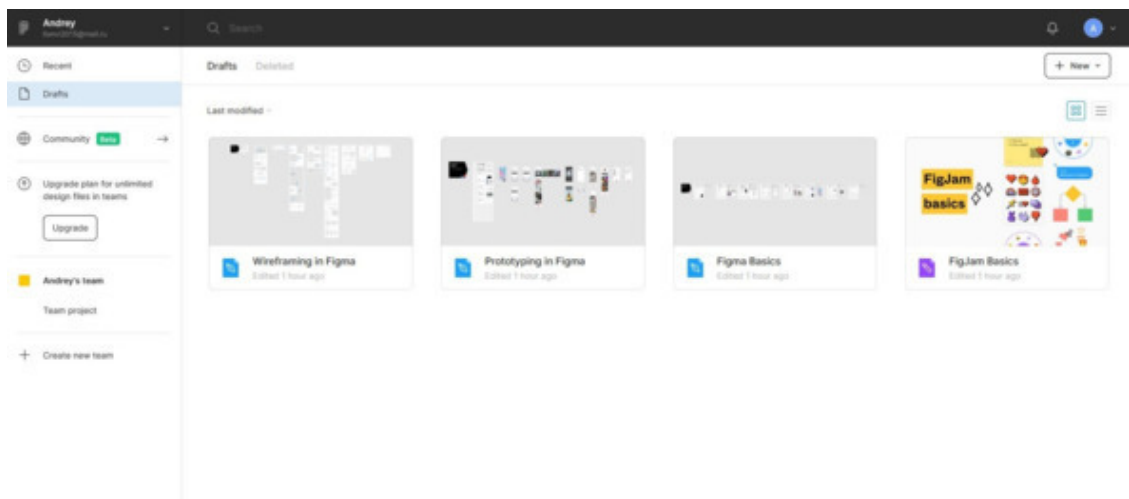 Andrey
Search
A
Recent
Drafts
Community Beta
Upgrade plan for unlimited
design files in teams
Upgrade
Andrey's team
Team project
Create new team
Drafts Deleted
+ New
Last modified
Wireframing in Figma
Edited 1 hour ago
Prototyping in Figma
Edited 1 hour ago
Figma Basics
Edited 1 hour ago
FigJam
basics
FigJam Basics
Edited 1 hour ago